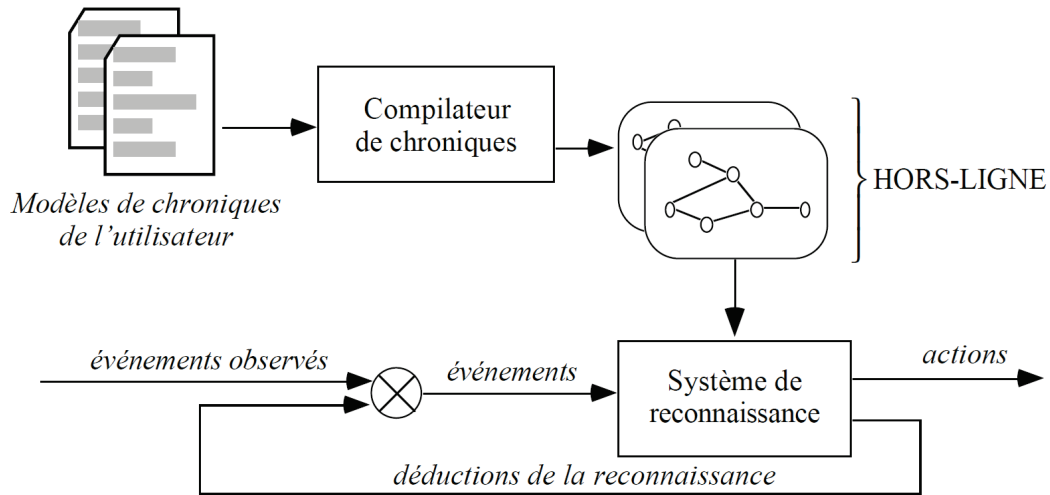 Compilateur
de chroniques
HORS-LIGNE
Modèles de chroniques
de l’utilisateur
événements observés
événements
Système de
reconnaissance
actions
déductions de la reconnaissance